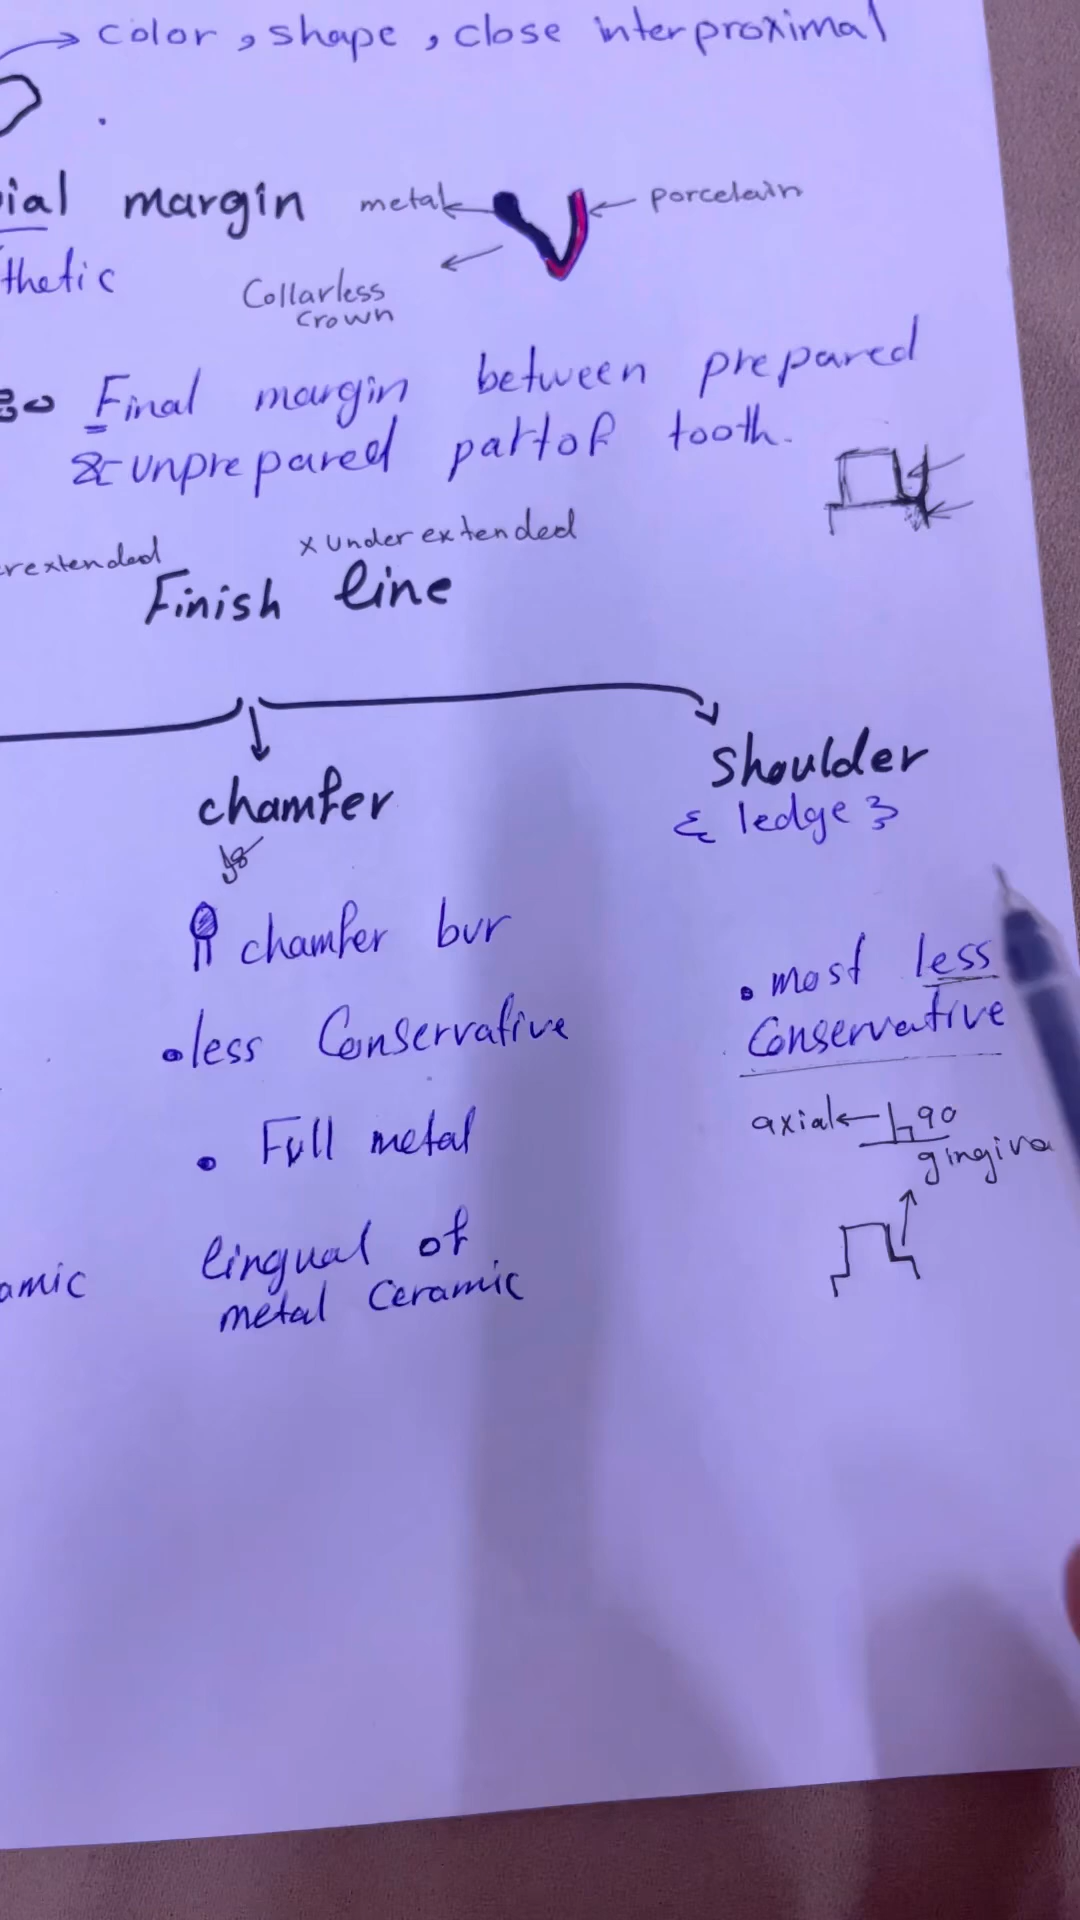 color, shape, close interproximal
ial margin
metal
porcelain
thetic
Collarless
crown
Final margin between prepared
& unprepared part of tooth.
rextended
x underextended
Finish line
chamfer
shoulder
{ ledge }
chamfer bur
• most less
Conservative
• less Conservative
axial
90
gingiva
• Full metal
lingual of
metal Ceramic
amic